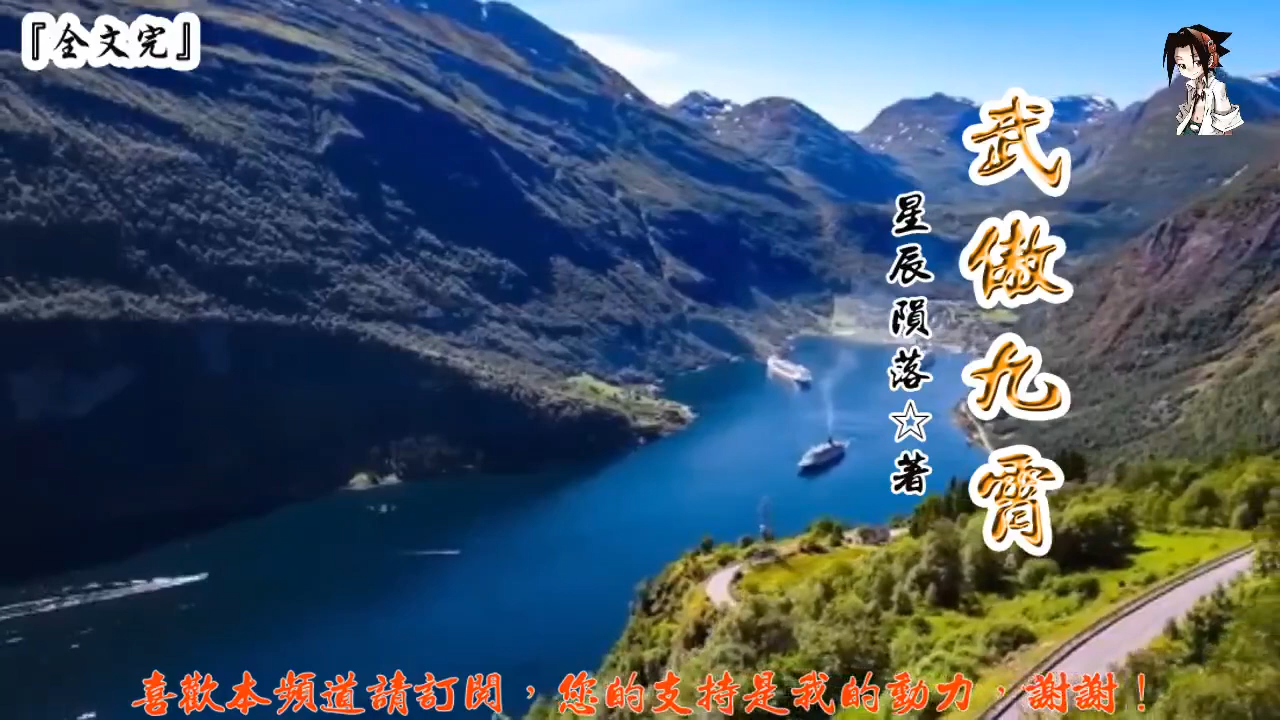 『全文完』
武傲九霄
星辰隕落☆著
喜歡本頻道請訂閱，您的支持是我的動力，謝謝！